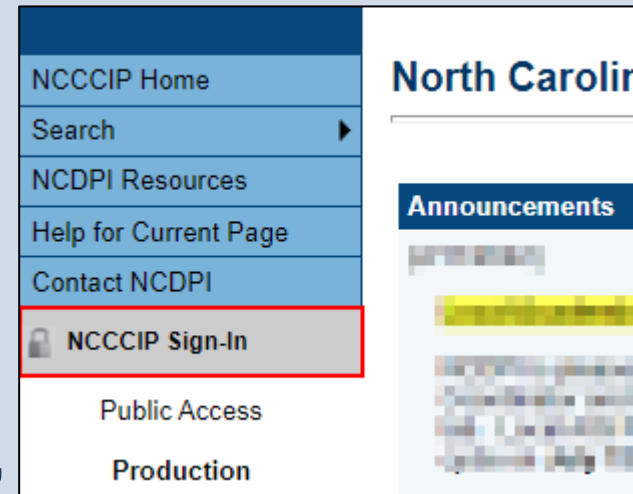 NCCCIP Home
Search
NCDPI Resources
Help for Current Page
Contact NCDPI
NCCCIP Sign-In
Public Access
Production
North Carolin
Announcements